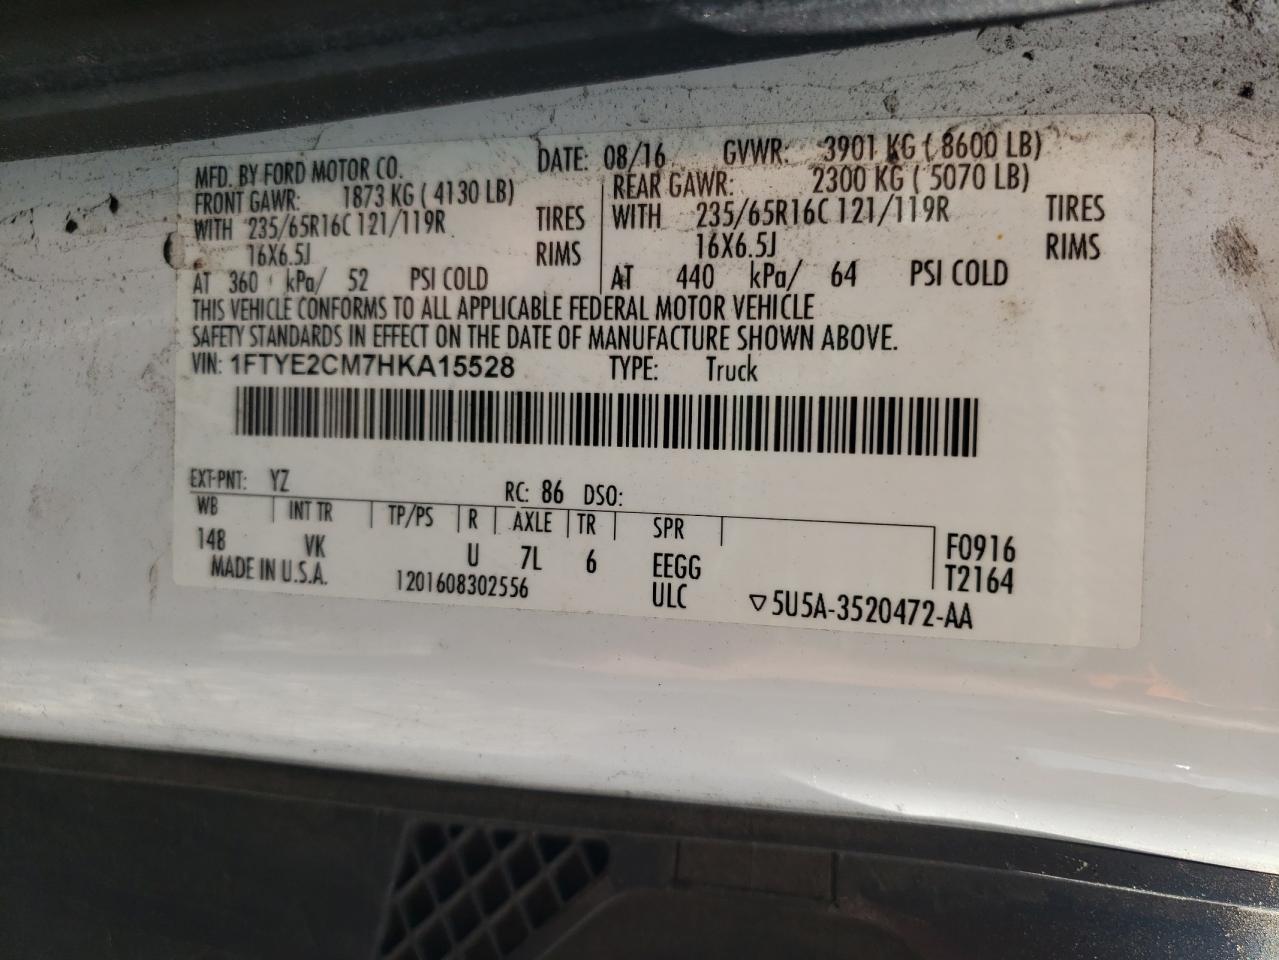 MFD. BY FORD MOTOR CO. DATE: 08/16 GVWR: 3901 KG ( 8600 LB)
FRONT GAWR: 1873 KG ( 4130 LB) REAR GAWR: 2300 KG ( 5070 LB)
WITH 235/65R16C 121/119R TIRES WITH 235/65R16C 121/119R TIRES
16X6.5J RIMS 16X6.5J RIMS
AT 360 kPa/ 52 PSI COLD AT 440 kPa/ 64 PSI COLD
THIS VEHICLE CONFORMS TO ALL APPLICABLE FEDERAL MOTOR VEHICLE
SAFETY STANDARDS IN EFFECT ON THE DATE OF MANUFACTURE SHOWN ABOVE.
VIN: 1FTYE2CM7HKA15528 TYPE: Truck
EXT-PNT: YZ RC: 86 DSO:
WB INT TR TP/PS R AXLE TR SPR
148 VK U 7L 6 EEGG F0916
MADE IN U.S.A. 1201608302556 ULC T2164
▽5U5A-3520472-AA